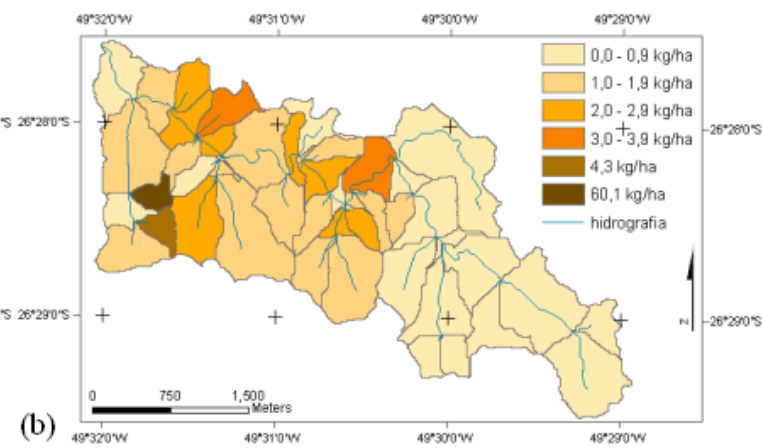 49°32'0"W 49°31'0"W 49°30'0"W 49°29'0"W
0,0 - 0,9 kg/ha
1,0 - 1,9 kg/ha
2,0 - 2,9 kg/ha
3,0 - 3,9 kg/ha
4,3 kg/ha
60,1 kg/ha
hidrografia
"S 26°28'0"S 26°28'0"S
"S 26°29'0"S 26°29'0"S
N
0 750 1,500
Meters
(b)
49°32'0"W 49°31'0"W 49°30'0"W 49°29'0"W